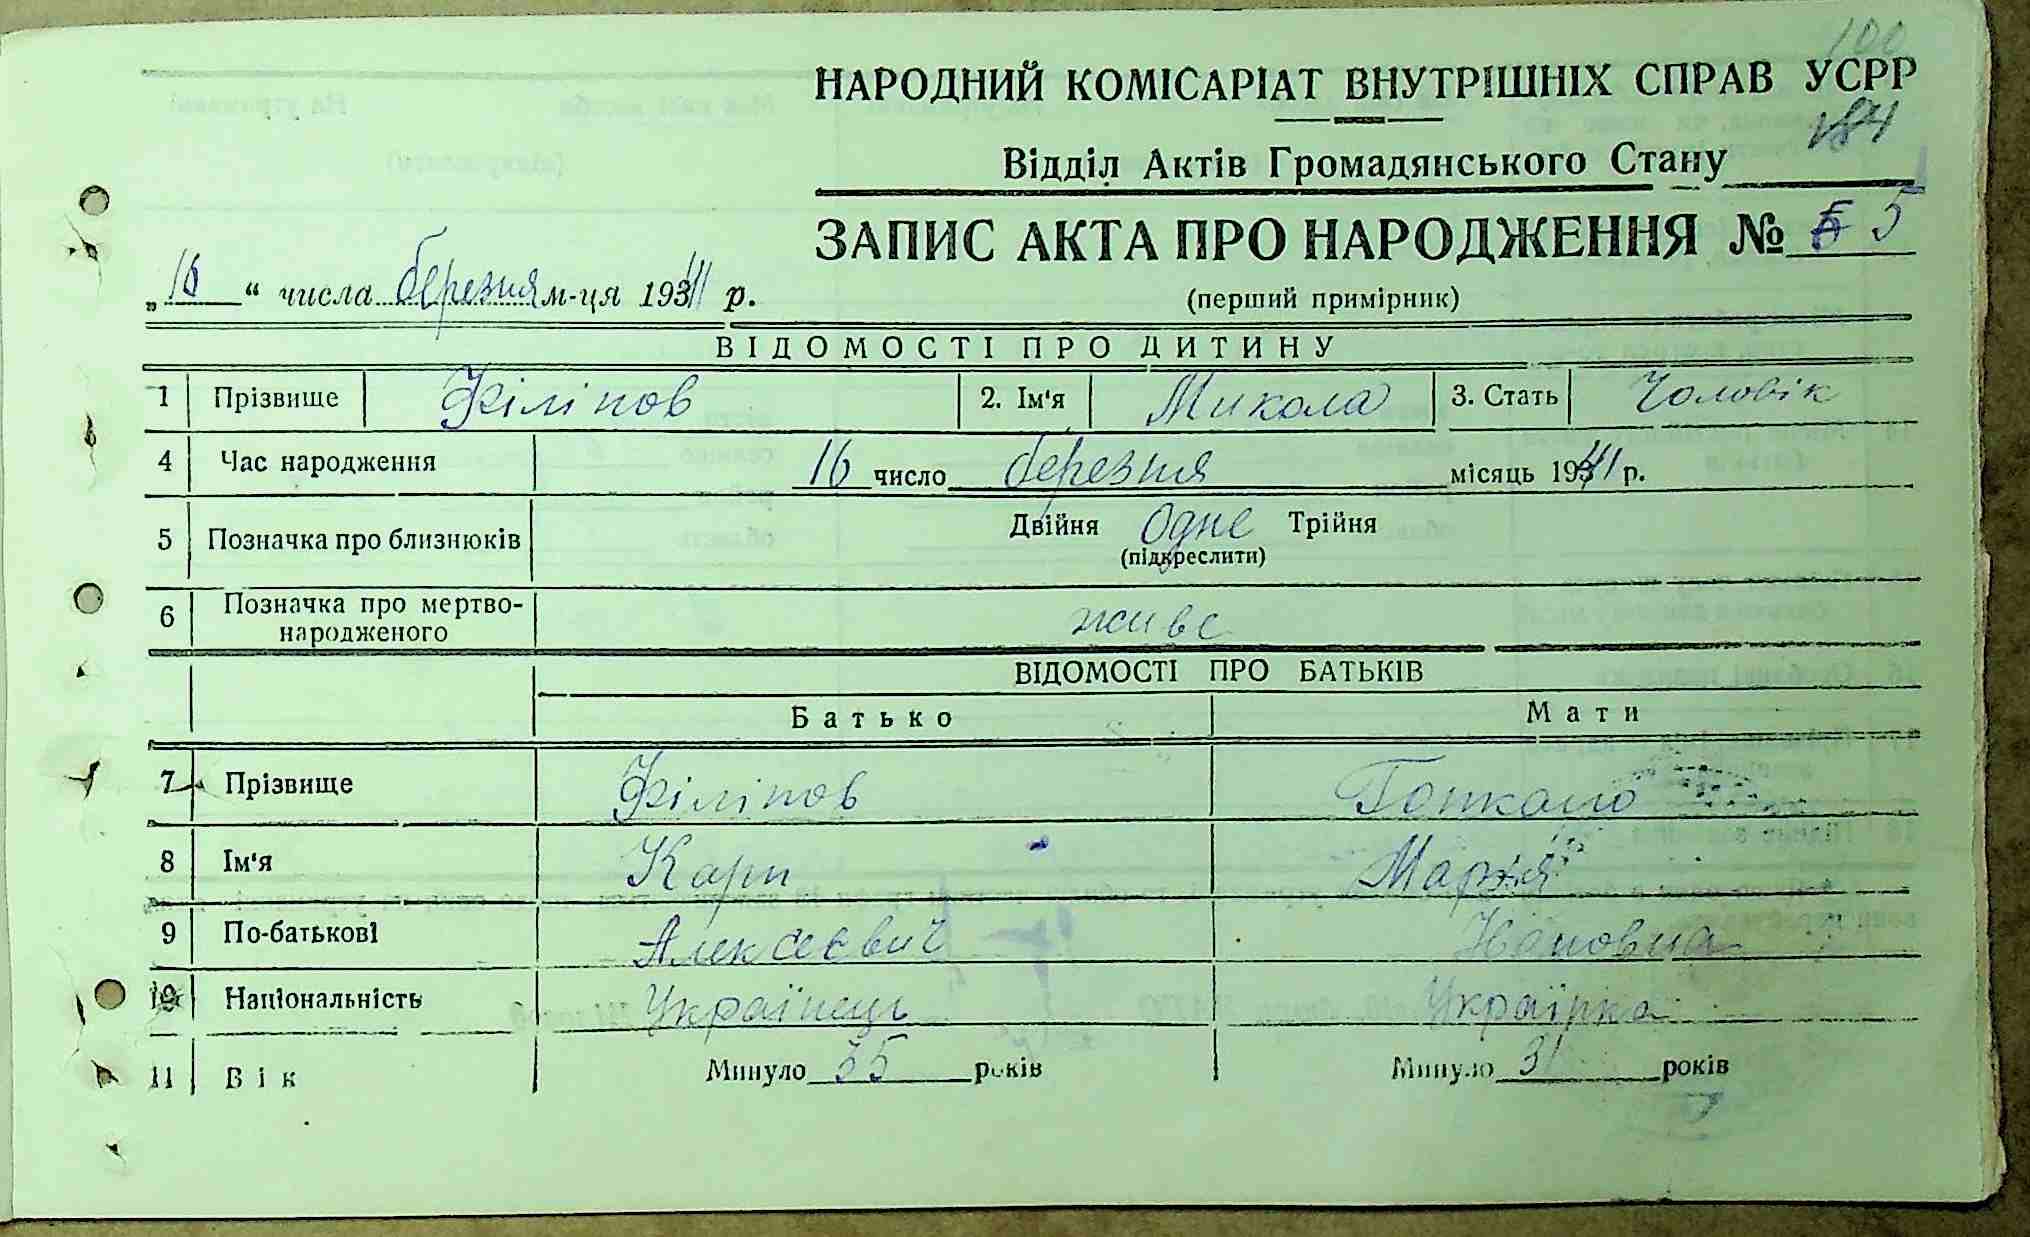 100
НАРОДНИЙ КОМІСАРІАТ ВНУТРІШНІХ СПРАВ УСРР
184
Відділ Актів Громадянського Стану
ЗАПИС АКТА ПРО НАРОДЖЕННЯ № 5
„16“ числа березня м-ця 1941 р.
(перший примірник)
ВІДОМОСТІ ПРО ДИТИНУ
1 Прізвище Філіпов 2. Ім'я Микола 3. Стать Чоловік
4 Час народження 16 число березня місяць 1941 р.
5 Позначка про близнюків Двійня Одне Трійня
(підкреслити)
6 Позначка про мертво-
народженого живе
ВІДОМОСТІ ПРО БАТЬКІВ
Батько Мати
7 Прізвище Філіпов
8 Ім'я Карп Марія
9 По-батькові Алексєєвич
10 Національність Українець Украінка
11 Вік Минуло 35 років Минуло 31 років